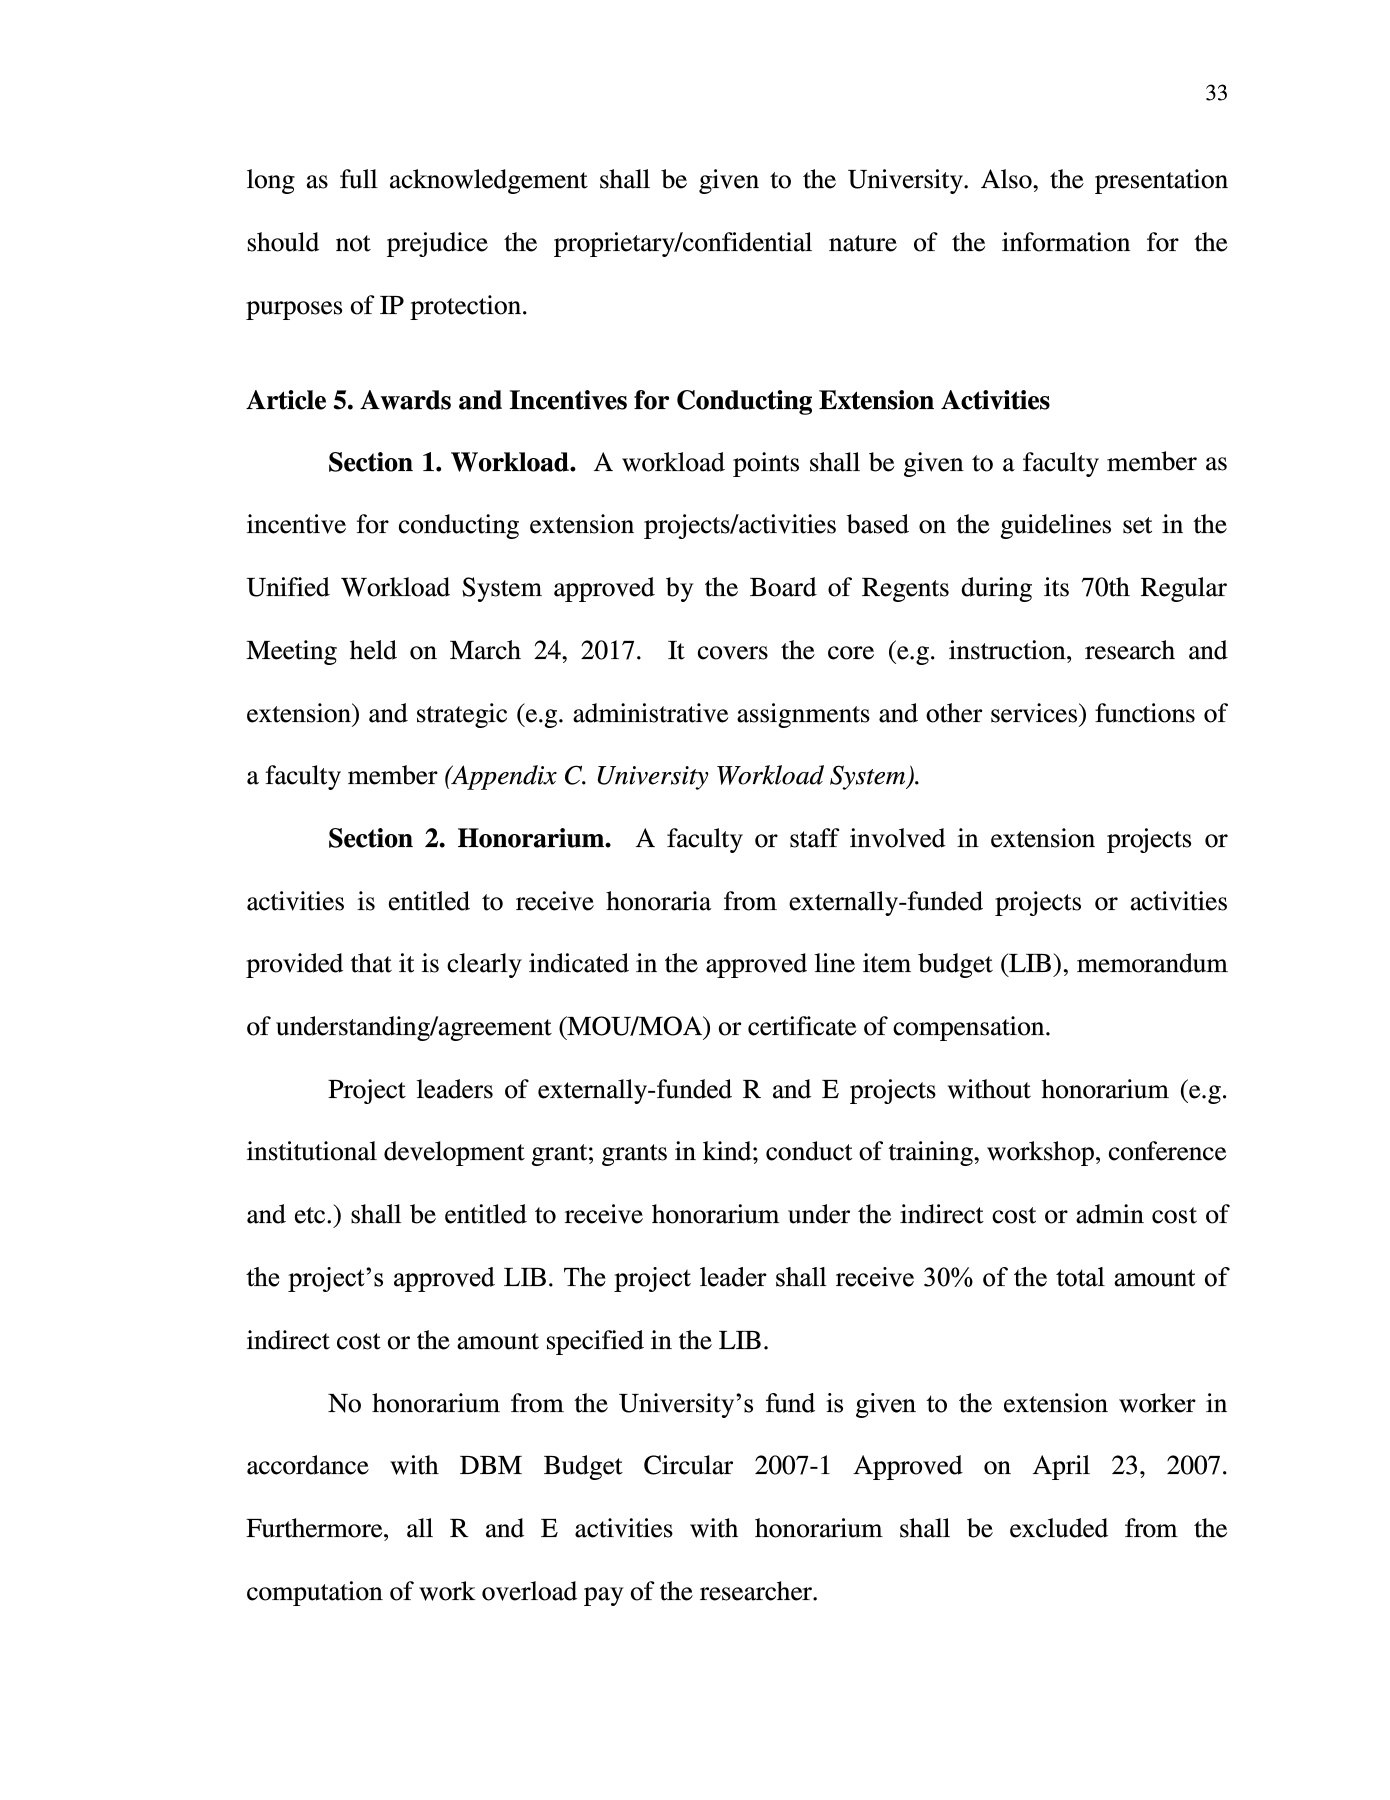 33
long as full acknowledgement shall be given to the University. Also, the presentation
should not prejudice the proprietary/confidential nature of the information for the
purposes of IP protection.
Article 5. Awards and Incentives for Conducting Extension Activities
Section 1. Workload. A workload points shall be given to a faculty member as
incentive for conducting extension projects/activities based on the guidelines set in the
Unified Workload System approved by the Board of Regents during its 70th Regular
Meeting held on March 24, 2017. It covers the core (e.g. instruction, research and
extension) and strategic (e.g. administrative assignments and other services) functions of
a faculty member (Appendix C. University Workload System).
Section 2. Honorarium. A faculty or staff involved in extension projects or
activities is entitled to receive honoraria from externally-funded projects or activities
provided that it is clearly indicated in the approved line item budget (LIB), memorandum
of understanding/agreement (MOU/MOA) or certificate of compensation.
Project leaders of externally-funded R and E projects without honorarium (e.g.
institutional development grant; grants in kind; conduct of training, workshop, conference
and etc.) shall be entitled to receive honorarium under the indirect cost or admin cost of
the project’s approved LIB. The project leader shall receive 30% of the total amount of
indirect cost or the amount specified in the LIB.
No honorarium from the University’s fund is given to the extension worker in
accordance with DBM Budget Circular 2007-1 Approved on April 23, 2007.
Furthermore, all R and E activities with honorarium shall be excluded from the
computation of work overload pay of the researcher.